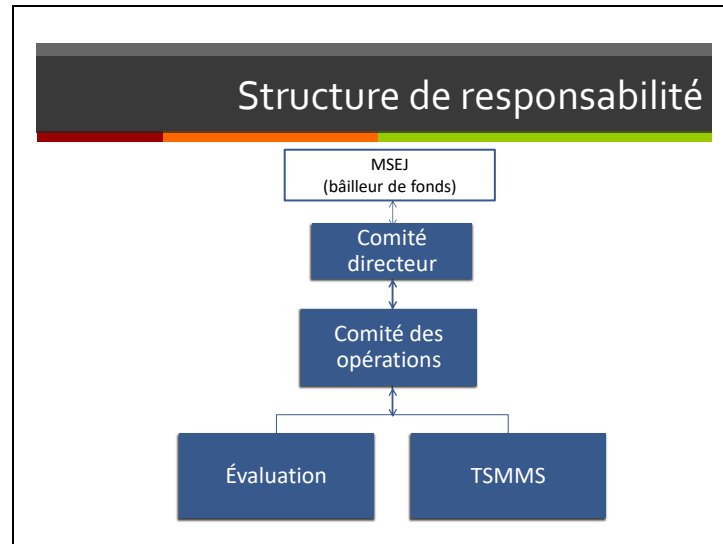 Structure de responsabilité
MSEJ
(bâilleur de fonds)
Comité
directeur
Comité des
opérations
Évaluation
TSMMS